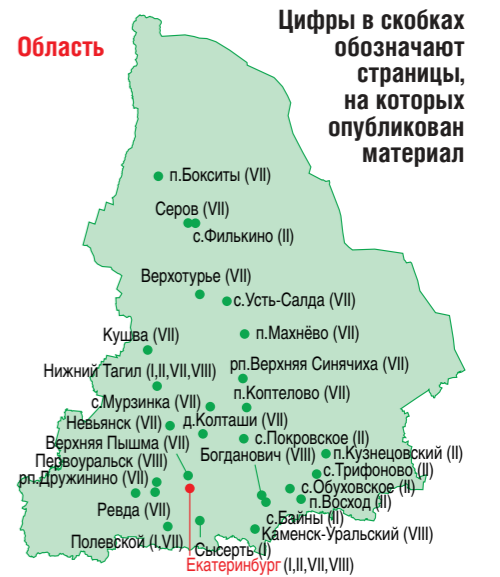 Область
Цифры в скобках
обозначают
страницы,
на которых
опубликован
материал
п.Бокситы (VII)
Серов (VII)
с.Филькино (II)
Верхотурье (VII)
с.Усть-Салда (VII)
п.Махнёво (VII)
Кушва (VII)
рп.Верхняя Синячиха (VII)
Нижний Тагил (I,II,VII,VIII)
п.Коптелово (VII)
с.Мурзинка (VII)
д.Колташи (VII)
Невьянск (VII)
с.Покровское (II)
Верхняя Пышма (VII)
Богданович (VIII)
п.Кузнецовский (II)
Первоуральск (VIII)
с.Трифоново (II)
рп.Дружинино (VII)
с.Обуховское (II)
п.Восход (II)
Ревда (VII)
с.Байны (II)
Каменск-Уральский (VIII)
Полевской (I,VII)
Сысерть (I)
Екатеринбург (I,II,VII,VIII)